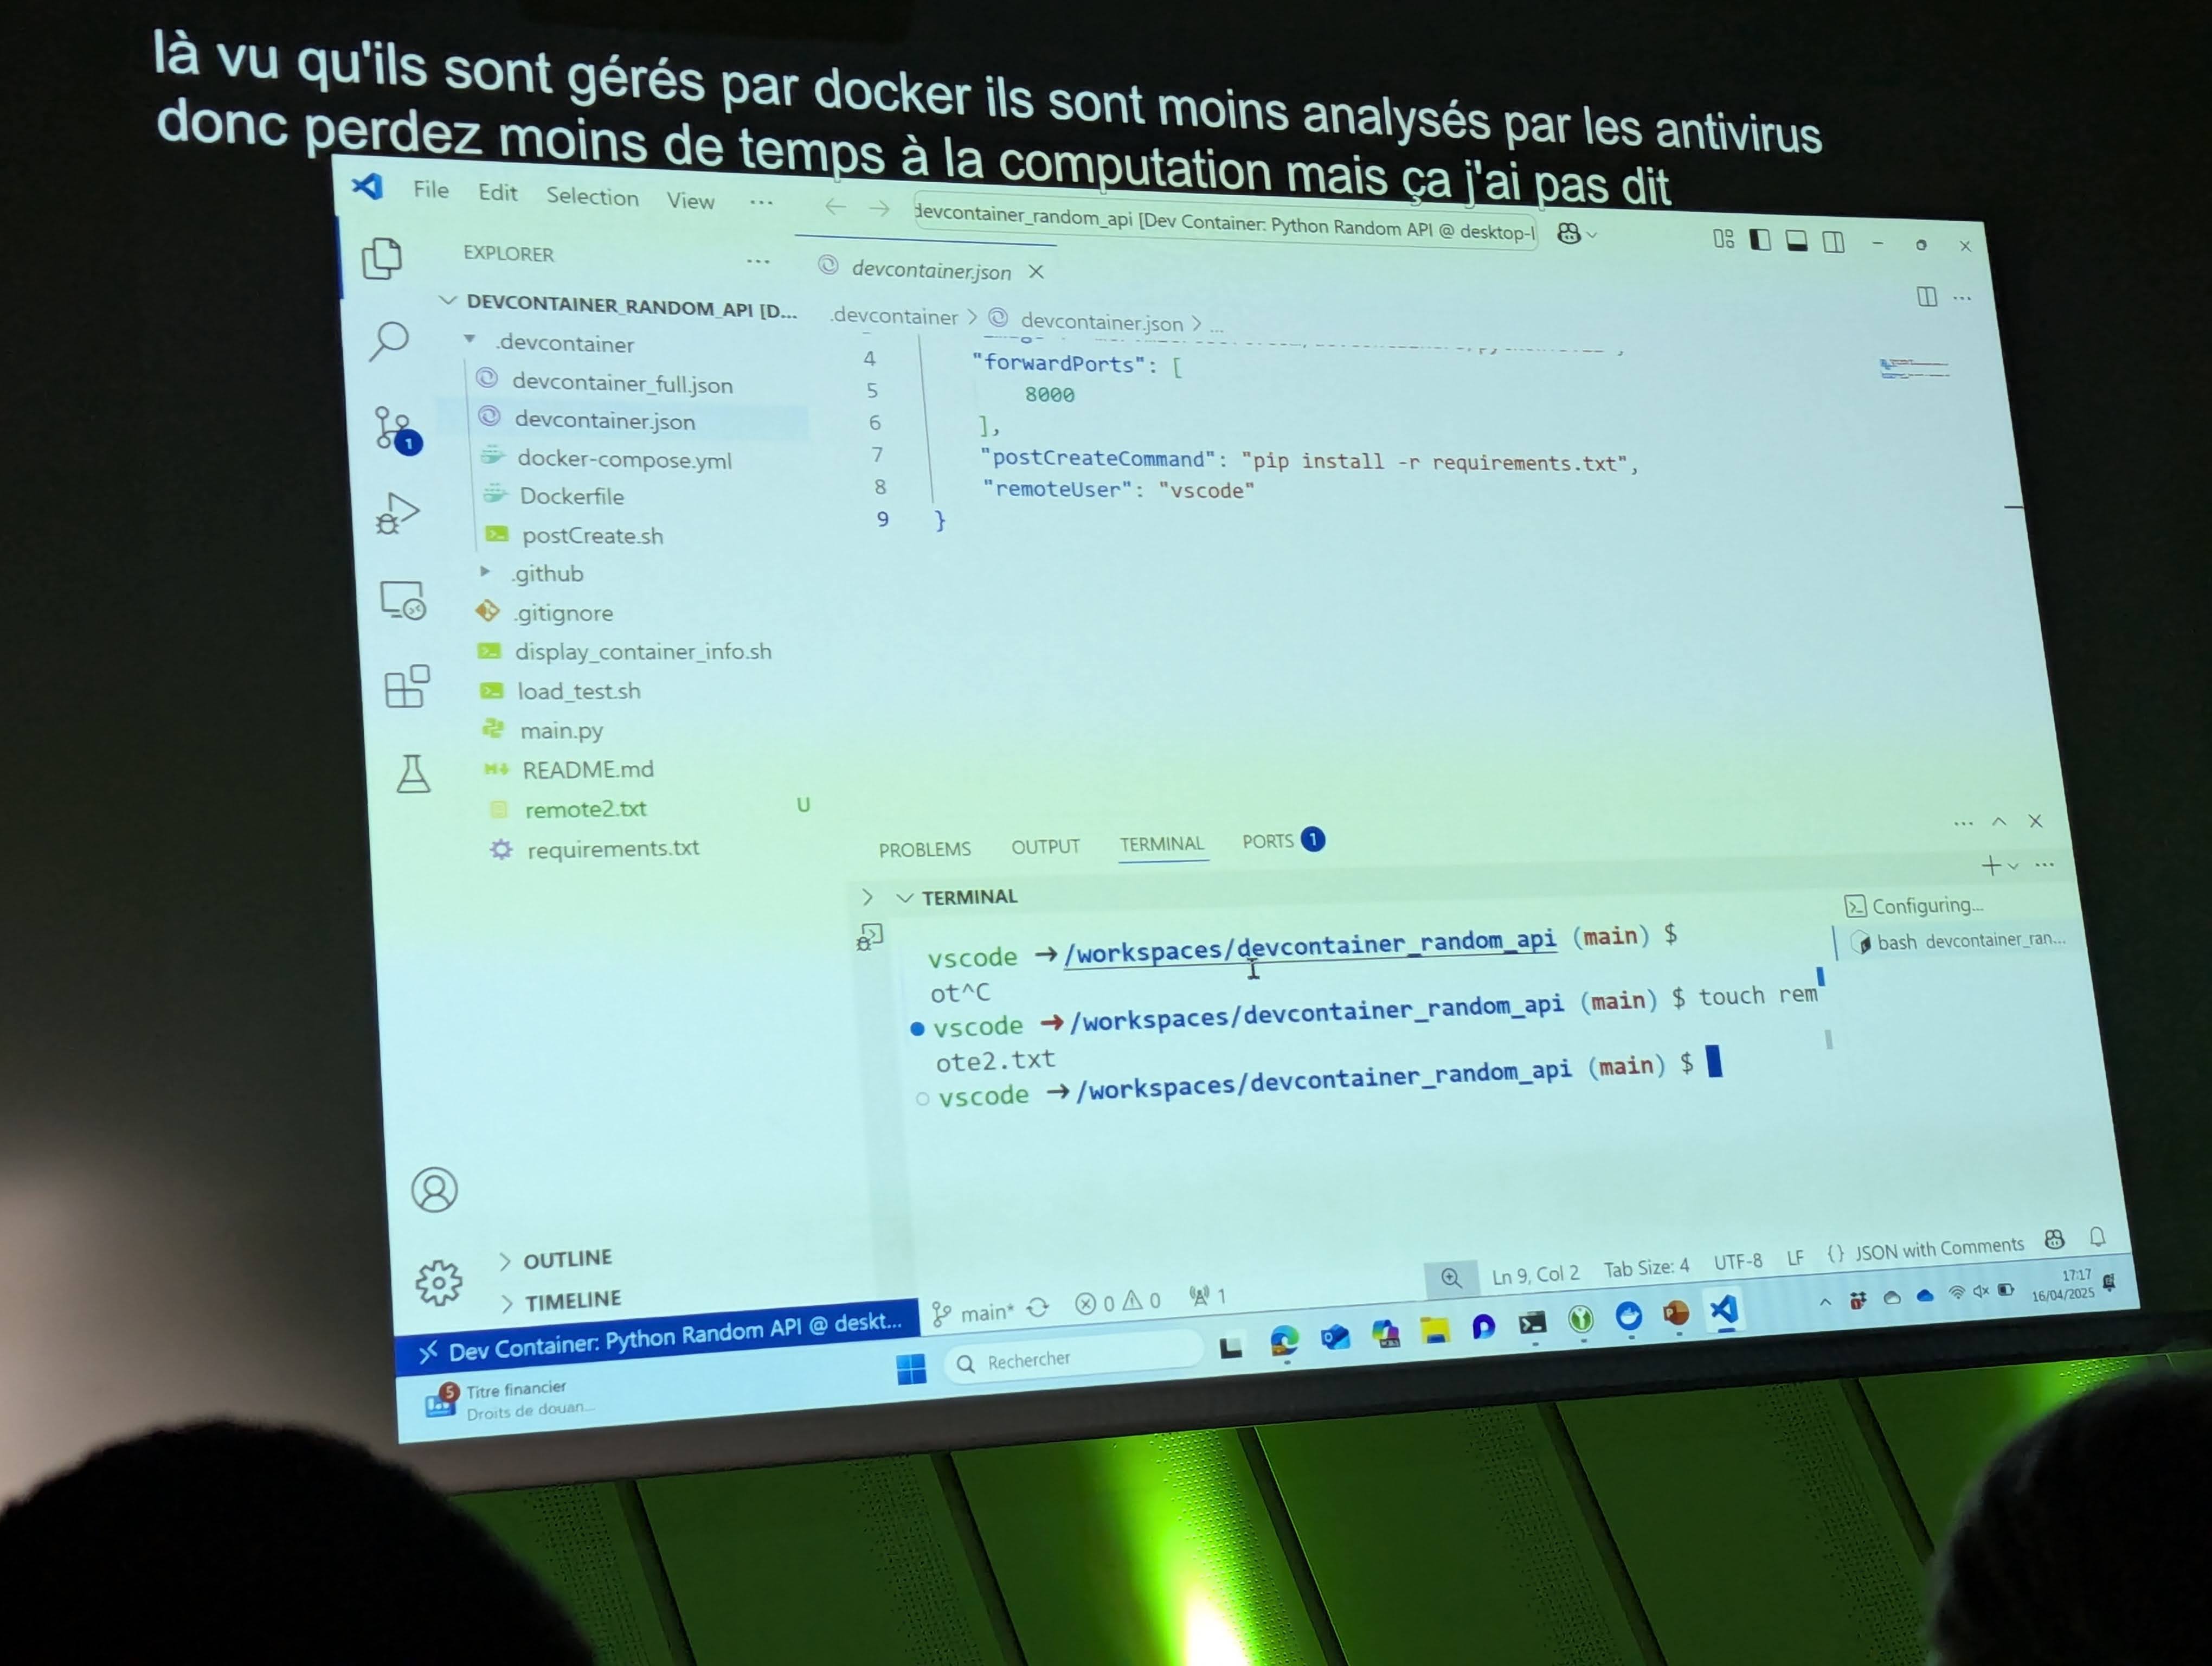 là vu qu'ils sont gérés par docker ils sont moins analysés par les antivirus
donc perdez moins de temps à la computation mais ça j'ai pas dit
File Edit Selection View ...
devcontainer_random_api [Dev Container: Python Random API @ desktop-l
EXPLORER ...
devcontainer.json
DEVCONTAINER_RANDOM_API [D...
.devcontainer > devcontainer.json > ...
.devcontainer
devcontainer_full.json
devcontainer.json
docker-compose.yml
Dockerfile
postCreate.sh
.github
.gitignore
display_container_info.sh
load_test.sh
main.py
README.md
remote2.txt U
requirements.txt
1
4 "forwardPorts": [
5 8000
6 ],
7 "postCreateCommand": "pip install -r requirements.txt",
8 "remoteUser": "vscode"
9 }
PROBLEMS OUTPUT TERMINAL PORTS 1
TERMINAL
Configuring...
bash devcontainer_ran...
vscode → /workspaces/devcontainer_random_api (main) $
ot^C
vscode → /workspaces/devcontainer_random_api (main) $ touch rem
ote2.txt
vscode → /workspaces/devcontainer_random_api (main) $
OUTLINE
TIMELINE
Dev Container: Python Random API @ deskt...
main* 0 0 1
Ln 9, Col 2 Tab Size: 4 UTF-8 LF {} JSON with Comments
5 Titre financier
Droits de douan...
Rechercher
17:17
16/04/2025